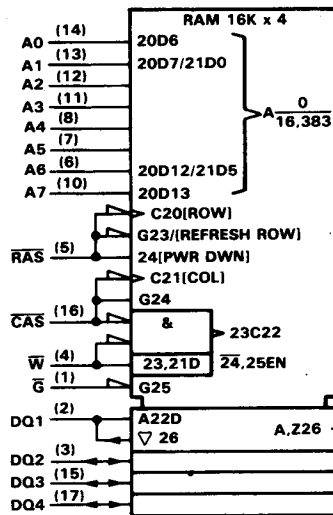 RAM 16K x 4
A0 (14) 20D6
A1 (13) 20D7/21D0
A2 (12)
A3 (11)
A4 (8)
A5 (7)
A6 (6) 20D12/21D5
A7 (10) 20D13
A 0/16,383
C20[ROW]
G23/[REFRESH ROW]
RAS (5) 24[PWR DWN]
C21[COL]
G24
CAS (16) & 23C22
W (4) 23,21D 24,25EN
G (1) G25
DQ1 (2) A22D
▽ 26 A,Z26
DQ2 (3)
DQ3 (15)
DQ4 (17)